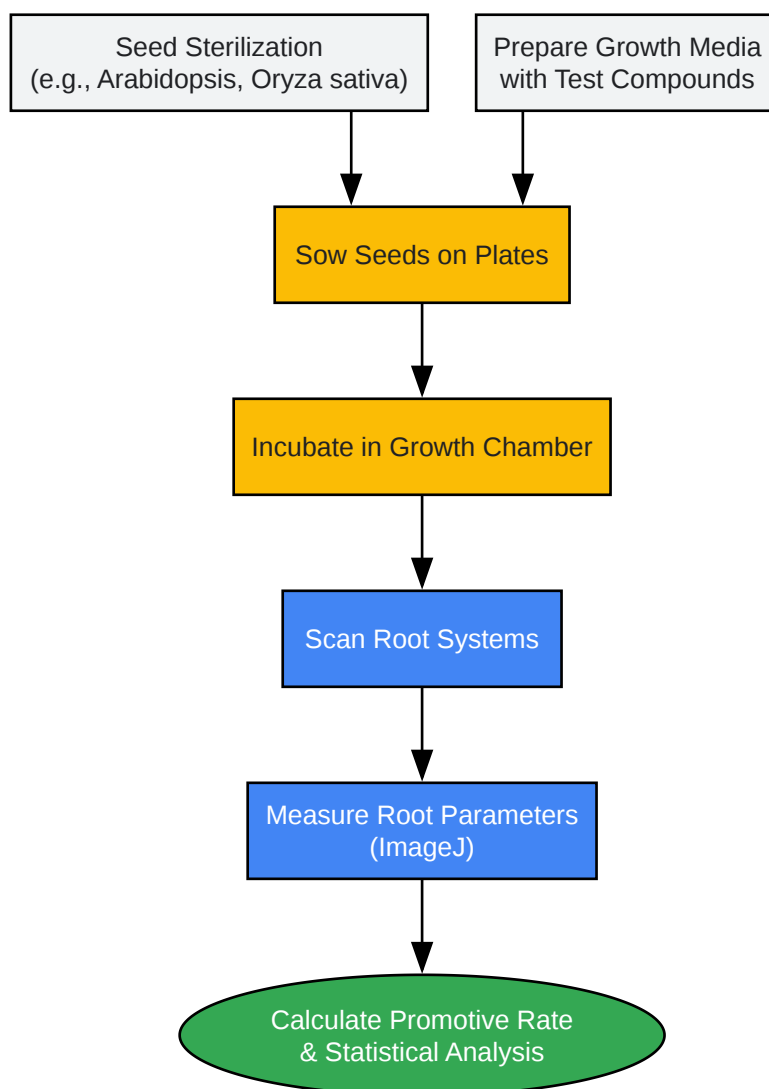 Seed Sterilization
(e.g., Arabidopsis, Oryza sativa)
Prepare Growth Media
with Test Compounds
Sow Seeds on Plates
Incubate in Growth Chamber
Scan Root Systems
Measure Root Parameters
(ImageJ)
Calculate Promotive Rate
& Statistical Analysis